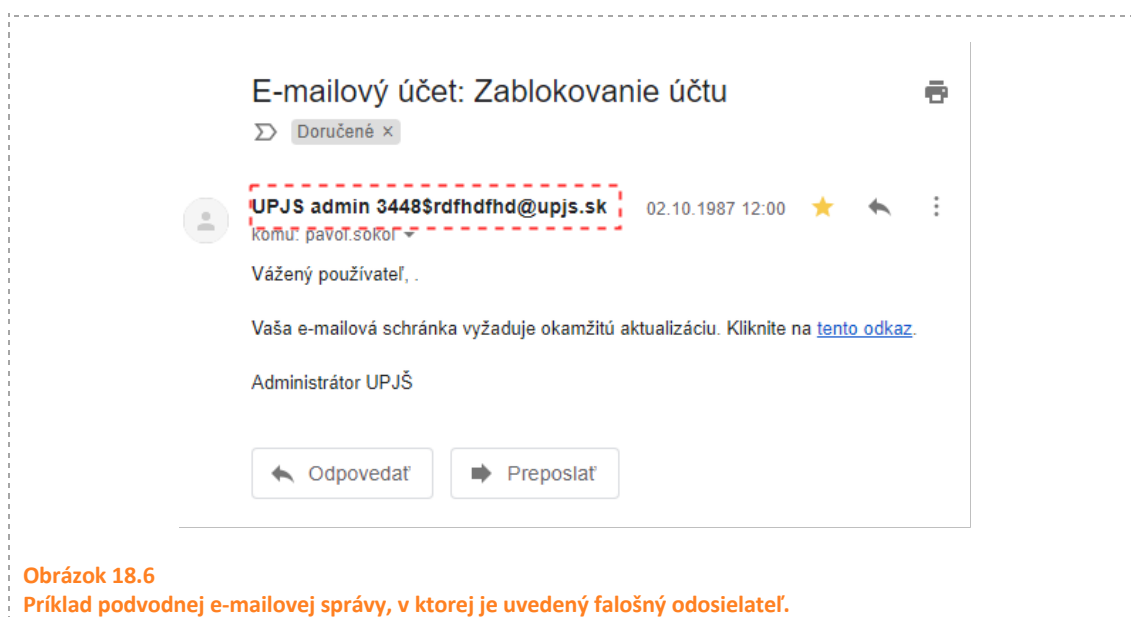 E-mailový účet: Zablokovanie účtu
Doručené ×
UPJS admin 3448$rdfhdfhd@upjs.sk 02.10.1987 12:00
komu: pavol.sokol
Vážený používateľ, .
Vaša e-mailová schránka vyžaduje okamžitú aktualizáciu. Kliknite na tento odkaz.
Administrátor UPJŠ
Odpovedať Preposlať
Obrázok 18.6
Príklad podvodnej e-mailovej správy, v ktorej je uvedený falošný odosielateľ.